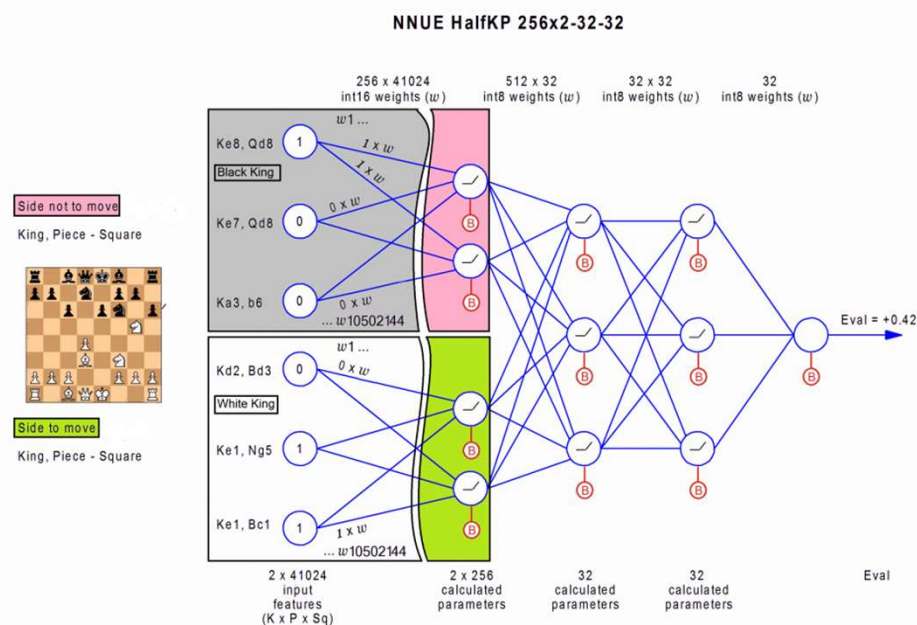 NNUE HalfKP 256x2-32-32
256 x 41024
int16 weights (w)
512 x 32
int8 weights (w)
32 x 32
int8 weights (w)
32
int8 weights (w)
Side not to move
King, Piece - Square
Side to move
King, Piece - Square
w1 ...
Ke8, Qd8
1
1 x w
1 x w
Black King
Ke7, Qd8
0
0 x w
Ka3, b6
0
0 x w
... w10502144
B
B
w1...
Kd2, Bd3
0
0 x w
White King
Ke1, Ng5
1
Ke1, Bc1
1
1 x w
... w10502144
B
B
B
B
B
B
B
B
B
Eval = +0.42
2 x 41024
input
features
(K x P x Sq)
2 x 256
calculated
parameters
32
calculated
parameters
32
calculated
parameters
Eval